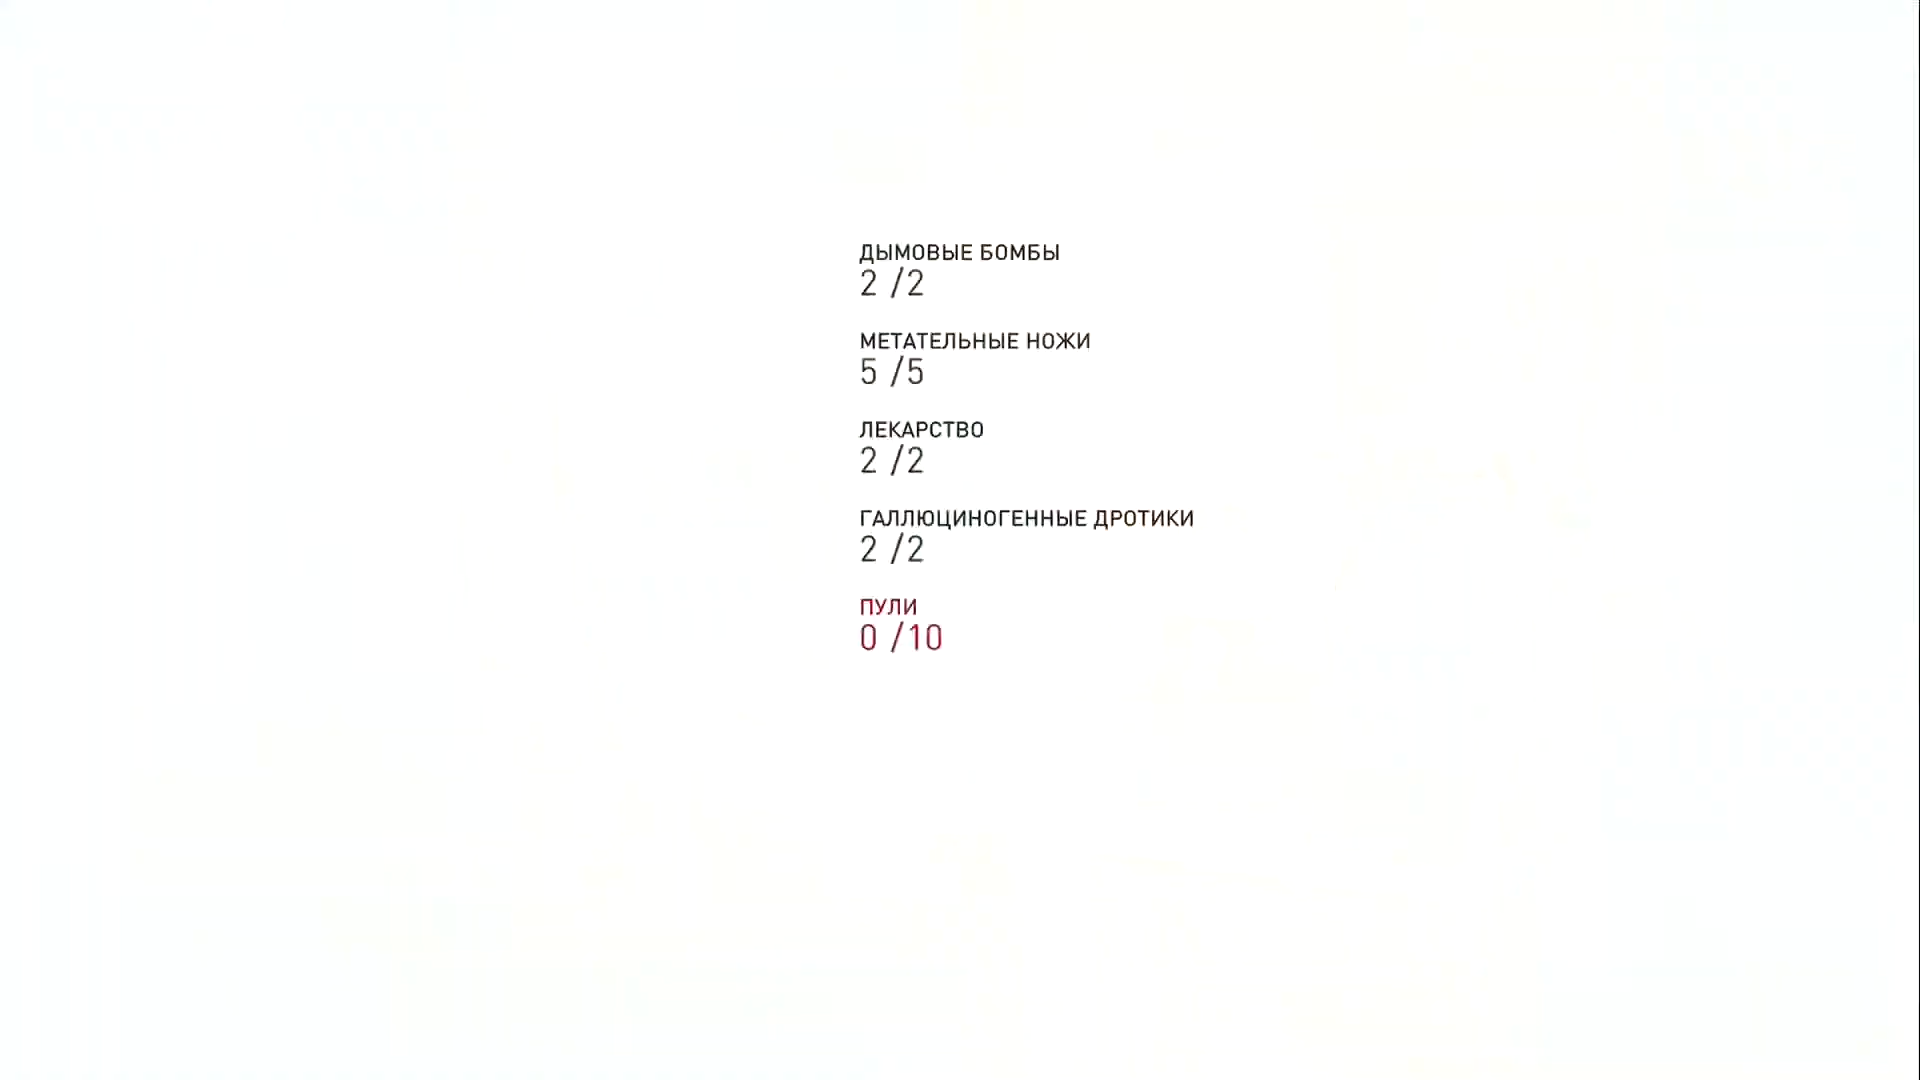 ДЫМОВЫЕ БОМБЫ
2 /2
МЕТАТЕЛЬНЫЕ НОЖИ
5 /5
ЛЕКАРСТВО
2 /2
ГАЛЛЮЦИНОГЕННЫЕ ДРОТИКИ
2 /2
ПУЛИ
0 /10